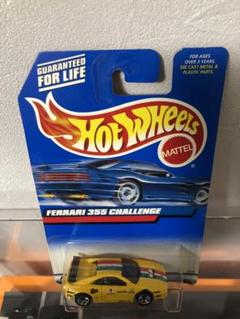 GUARANTEED
FOR LIFE
FOR AGES
OVER 3 YEARS.
DIE CAST METAL &
PLASTIC PARTS.
HOT WHEELS
MATTEL
FERRARI 355 CHALLENGE